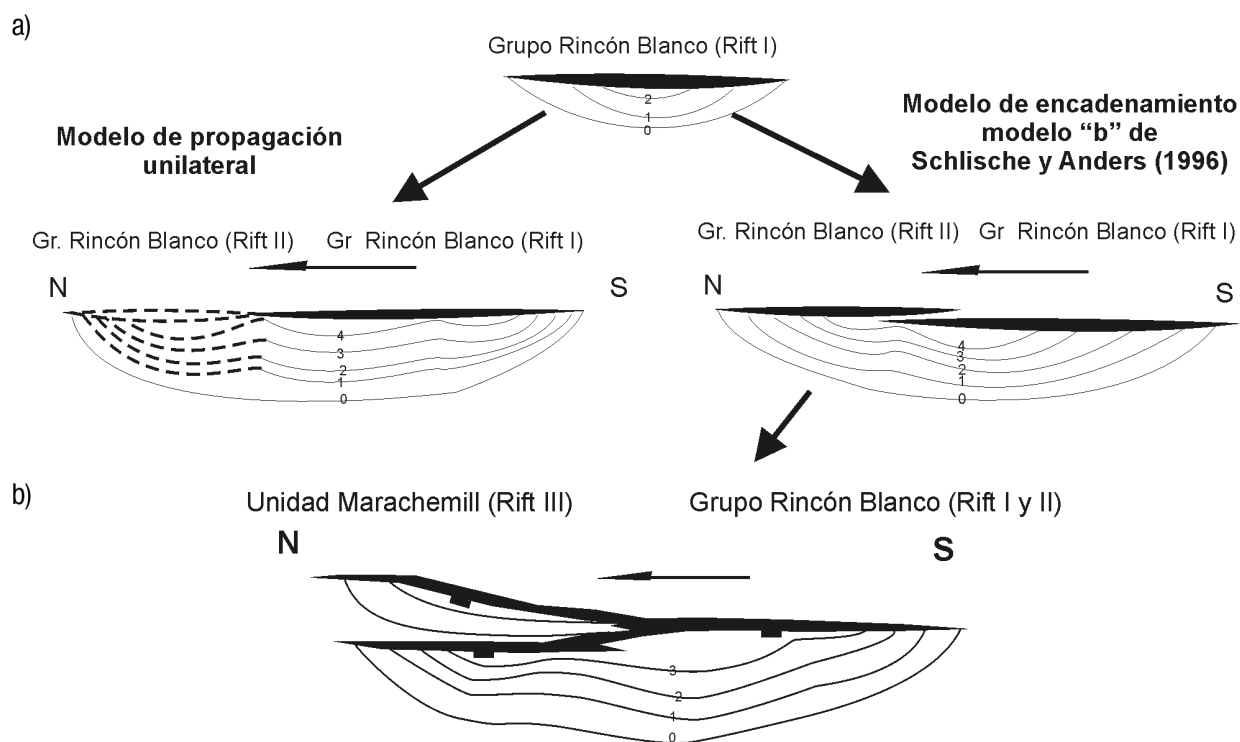 a)
Grupo Rincón Blanco (Rift I)
2
1
0
Modelo de propagación
unilateral
Modelo de encadenamiento
modelo “b” de
Schlische y Anders (1996)
Gr. Rincón Blanco (Rift II)
Gr Rincón Blanco (Rift I)
N
S
4
3
2
1
0
Gr. Rincón Blanco (Rift II)
Gr Rincón Blanco (Rift I)
N
S
4
3
2
1
0
b)
Unidad Marachemill (Rift III)
Grupo Rincón Blanco (Rift I y II)
N
S
3
2
1
0